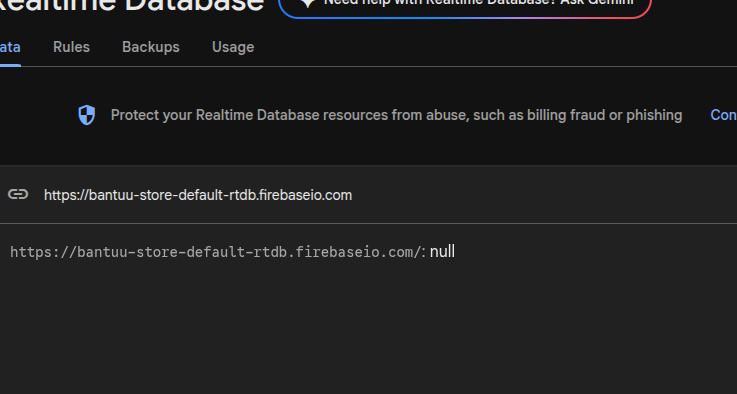 Realtime Database
Need help with Realtime Database? Ask Gemini
ata Rules Backups Usage
Protect your Realtime Database resources from abuse, such as billing fraud or phishing Con
https://bantuu-store-default-rtdb.firebaseio.com
https://bantuu-store-default-rtdb.firebaseio.com/: null